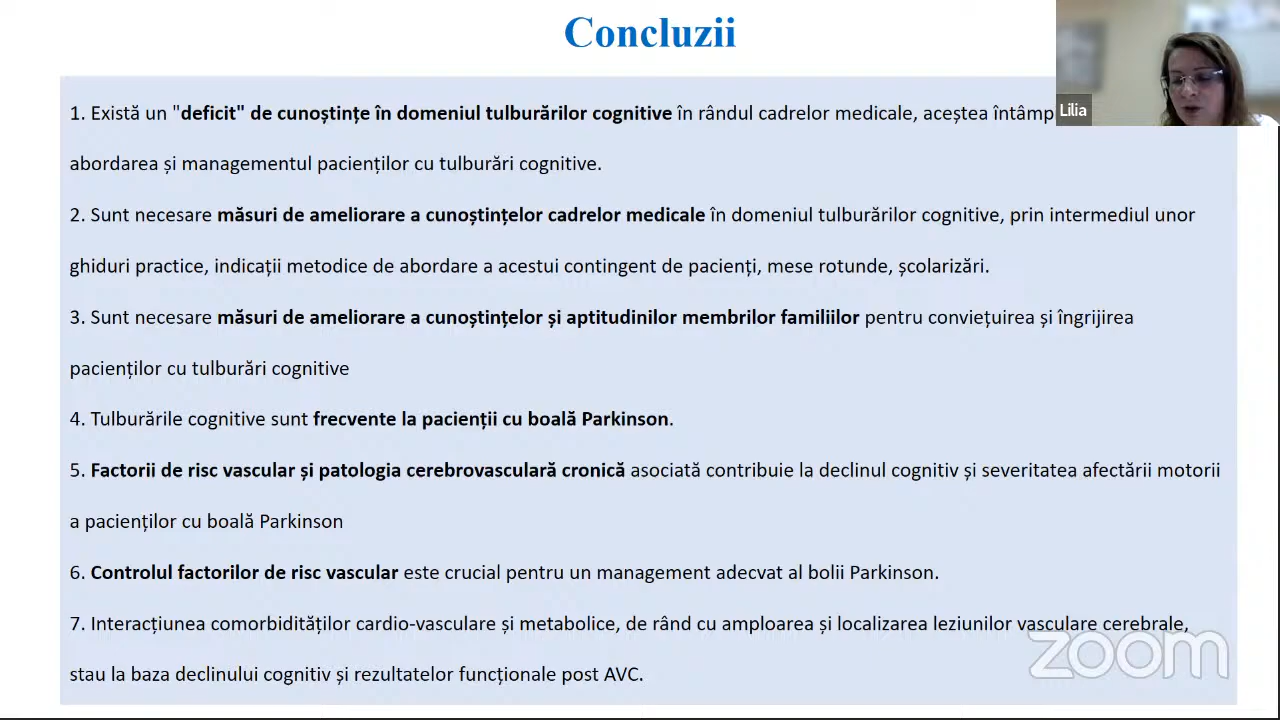 Concluzii
Lilia
1. Există un "deficit" de cunoștințe în domeniul tulburărilor cognitive în rândul cadrelor medicale, aceștea
abordarea și managementul pacienților cu tulburări cognitive.
2. Sunt necesare măsuri de ameliorare a cunoștințelor cadrelor medicale în domeniul tulburărilor cognitive, prin intermediul unor
ghiduri practice, indicații metodice de abordare a acestui contingent de pacienți, mese rotunde, școlarizări.
3. Sunt necesare măsuri de ameliorare a cunoștințelor și aptitudinilor membrilor familiilor pentru conviețuirea și îngrijirea
pacienților cu tulburări cognitive
4. Tulburările cognitive sunt frecvente la pacienții cu boală Parkinson.
5. Factorii de risc vascular și patologia cerebrovasculară cronică asociată contribuie la declinul cognitiv și severitatea afectării motorii
a pacienților cu boală Parkinson
6. Controlul factorilor de risc vascular este crucial pentru un management adecvat al bolii Parkinson.
7. Interacțiunea comorbidităților cardio-vasculare și metabolice, de rând cu amploarea și localizarea leziunilor vasculare cerebrale,
stau la baza declinului cognitiv și rezultatelor funcționale post AVC.
zoom